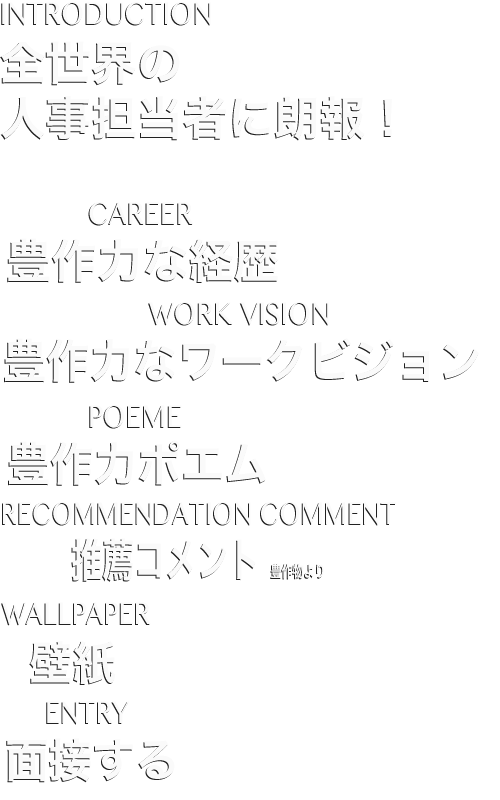 INTRODUCTION
全世界の
人事担当者に朗報！
CAREER
豊作力な経歴
WORK VISION
豊作力なワークビジョン
POEME
豊作力ポエム
RECOMMENDATION COMMENT
推薦コメント 豊作物より
WALLPAPER
壁紙
ENTRY
面接する